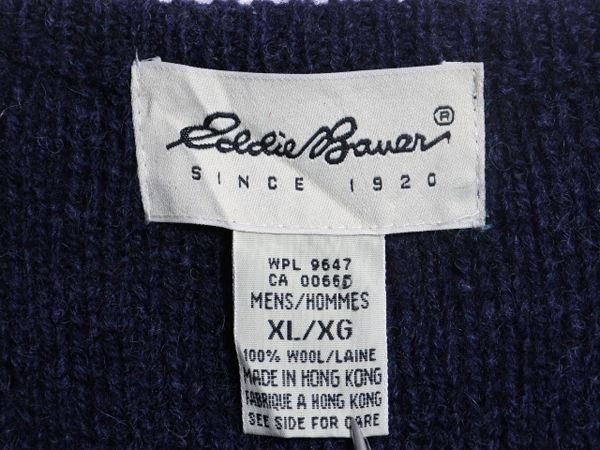 Eddie Bauer®
SINCE 1920
WPL 9647
CA 00665
MENS/HOMMES
XL/XG
100% WOOL/LAINE
MADE IN HONG KONG
FABRIQUE A HONG KONG
SEE SIDE FOR CARE